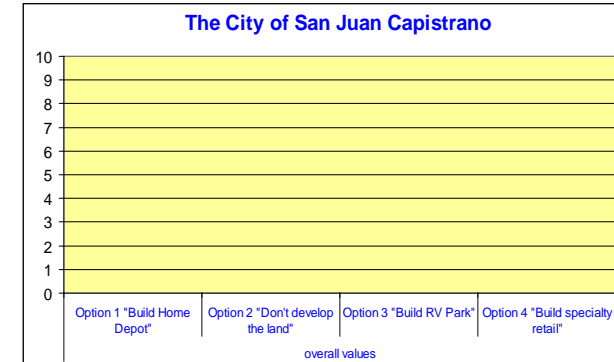 The City of San Juan Capistrano
10
9
8
7
6
5
4
3
2
1
0
Option 1 "Build Home
Depot"
Option 2 "Don't develop
the land"
Option 3 "Build RV Park"
Option 4 "Build specialty
retail"
overall values